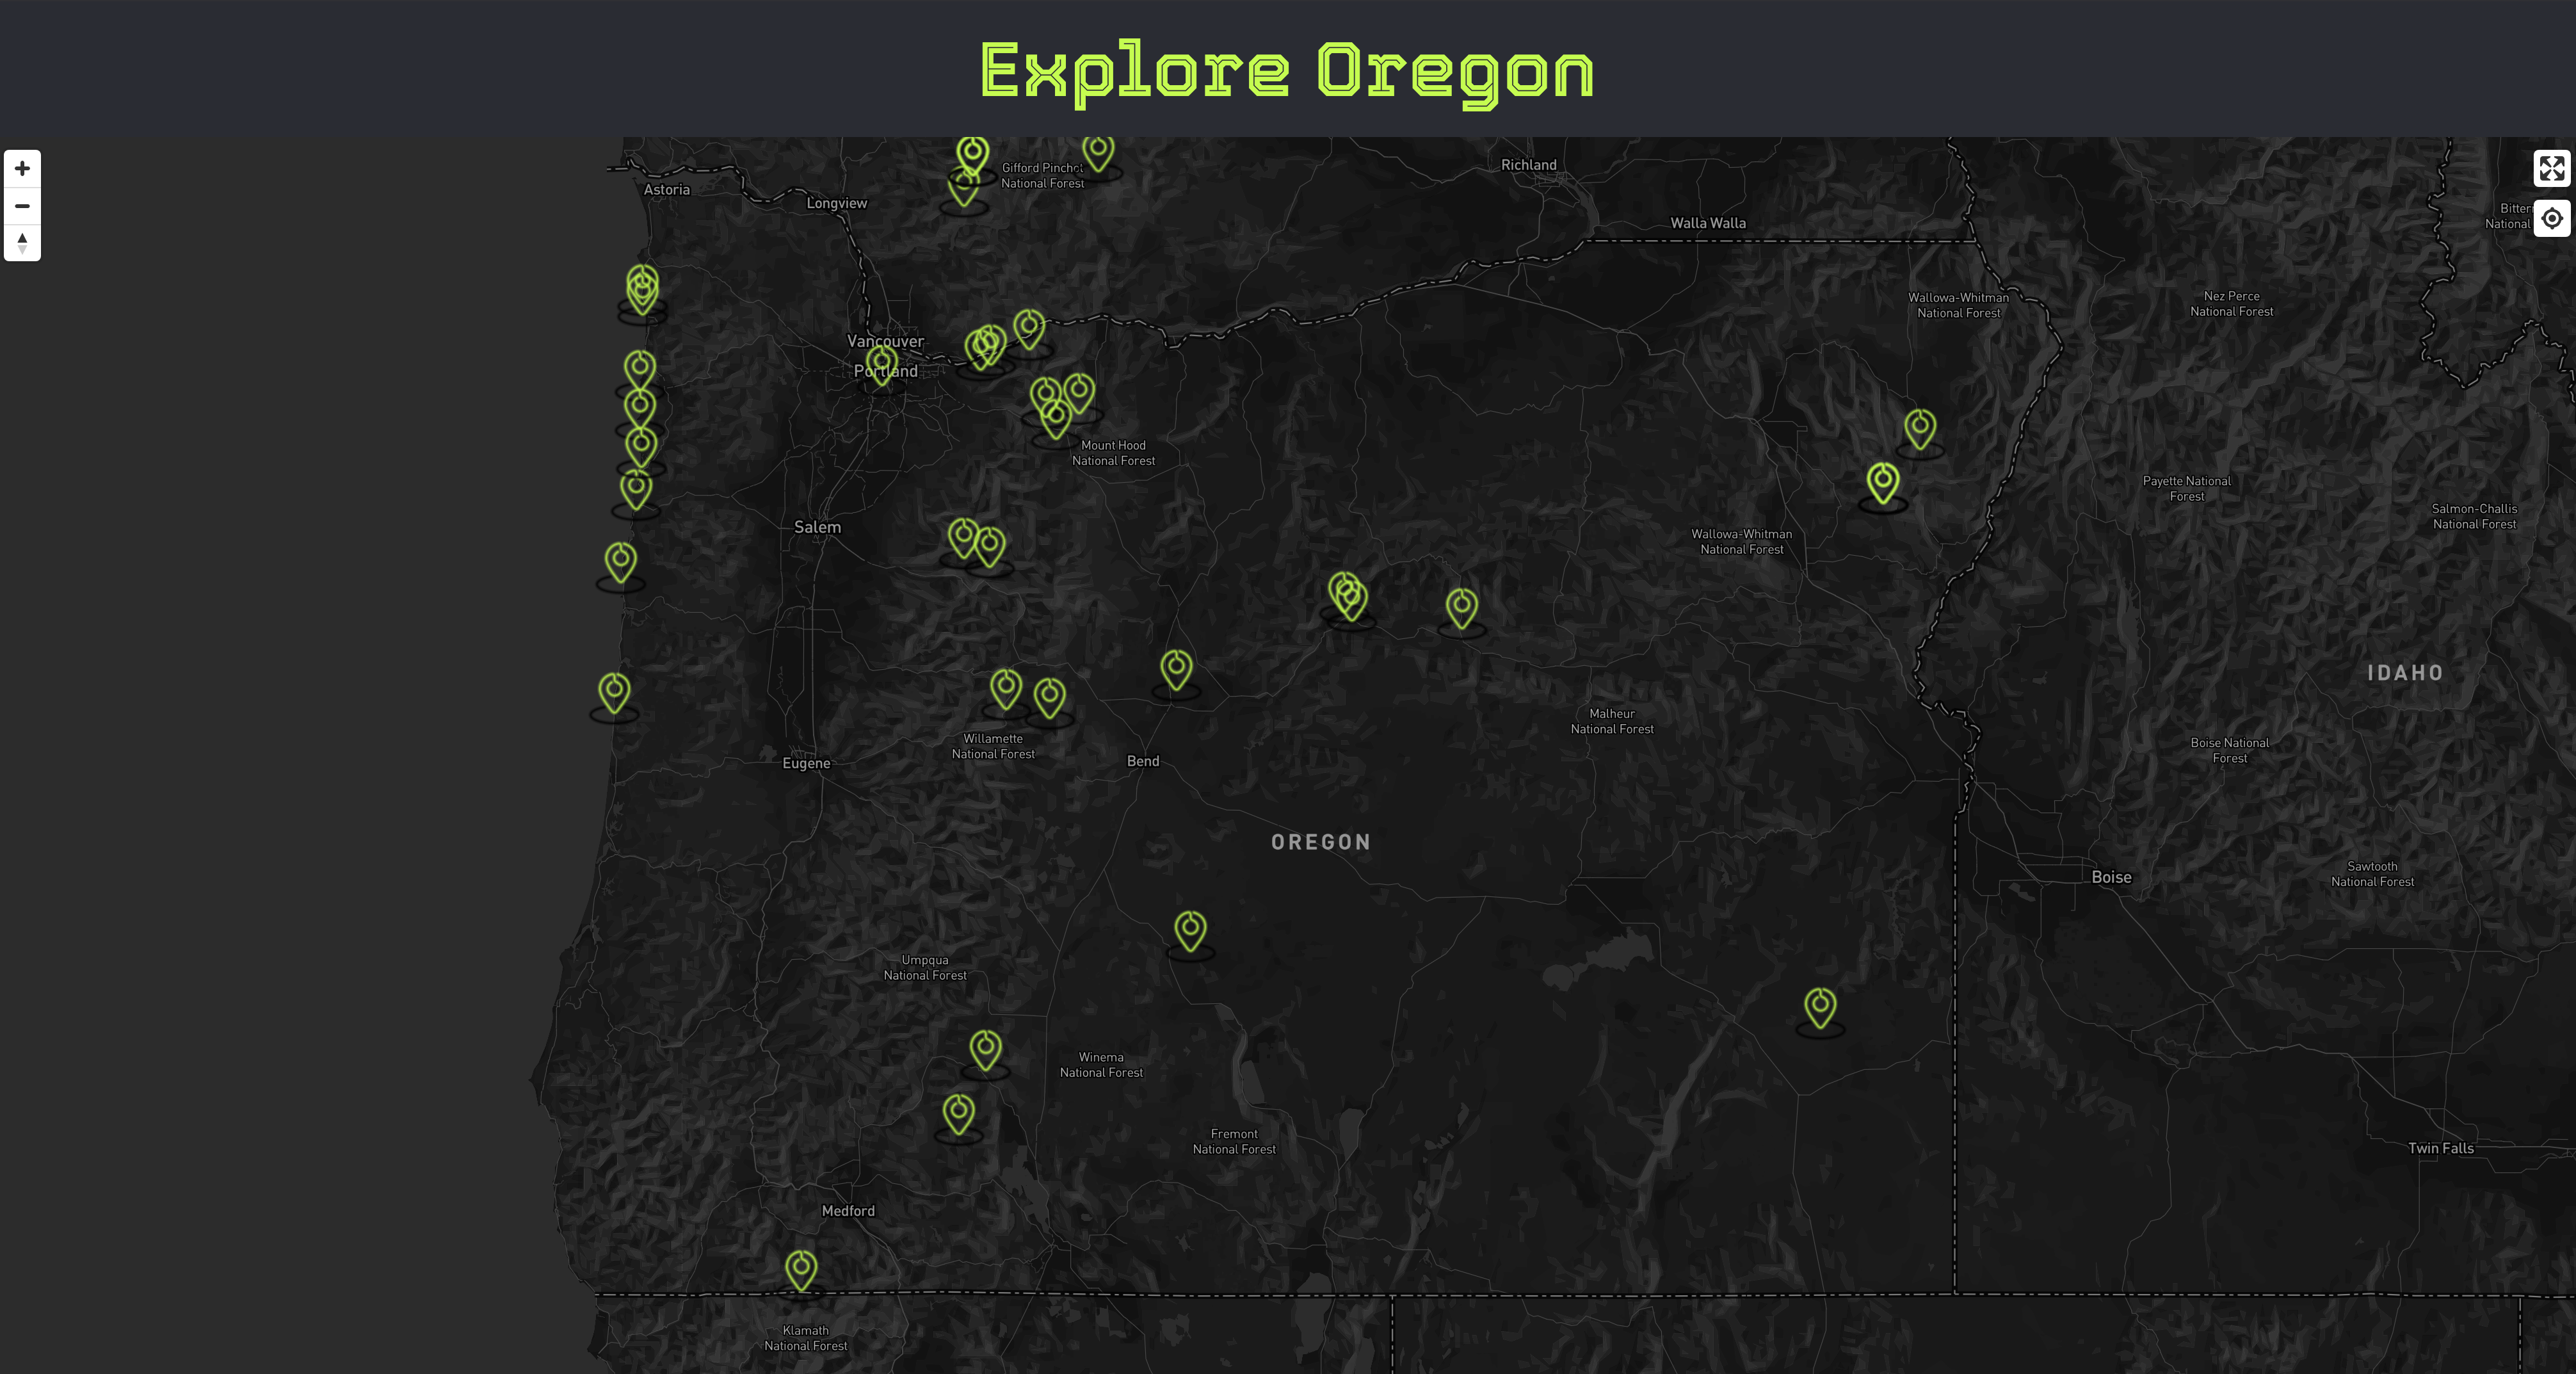 Explore Oregon
Astoria
Longview
Gifford Pinchot
National Forest
Richland
Walla Walla
Bitterr
National
Wallowa-Whitman
National Forest
Nez Perce
National Forest
Vancouver
Portland
Mount Hood
National Forest
Payette National
Forest
Salmon-Challis
National Forest
Salem
Wallowa-Whitman
National Forest
IDAHO
Malheur
National Forest
Willamette
National Forest
Boise National
Forest
Eugene
Bend
OREGON
Boise
Sawtooth
National Forest
Umpqua
National Forest
Winema
National Forest
Fremont
National Forest
Twin Falls
Medford
Klamath
National Forest